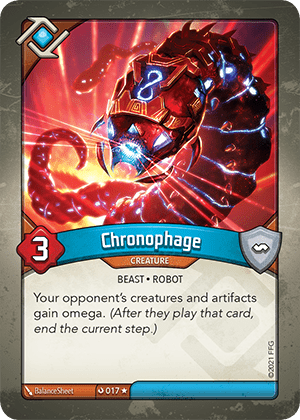 3
Chronophage
CREATURE
BEAST • ROBOT
Your opponent's creatures and artifacts
gain omega. (After they play that card,
end the current step.)
BalanceSheet
017★
©2021 FFG